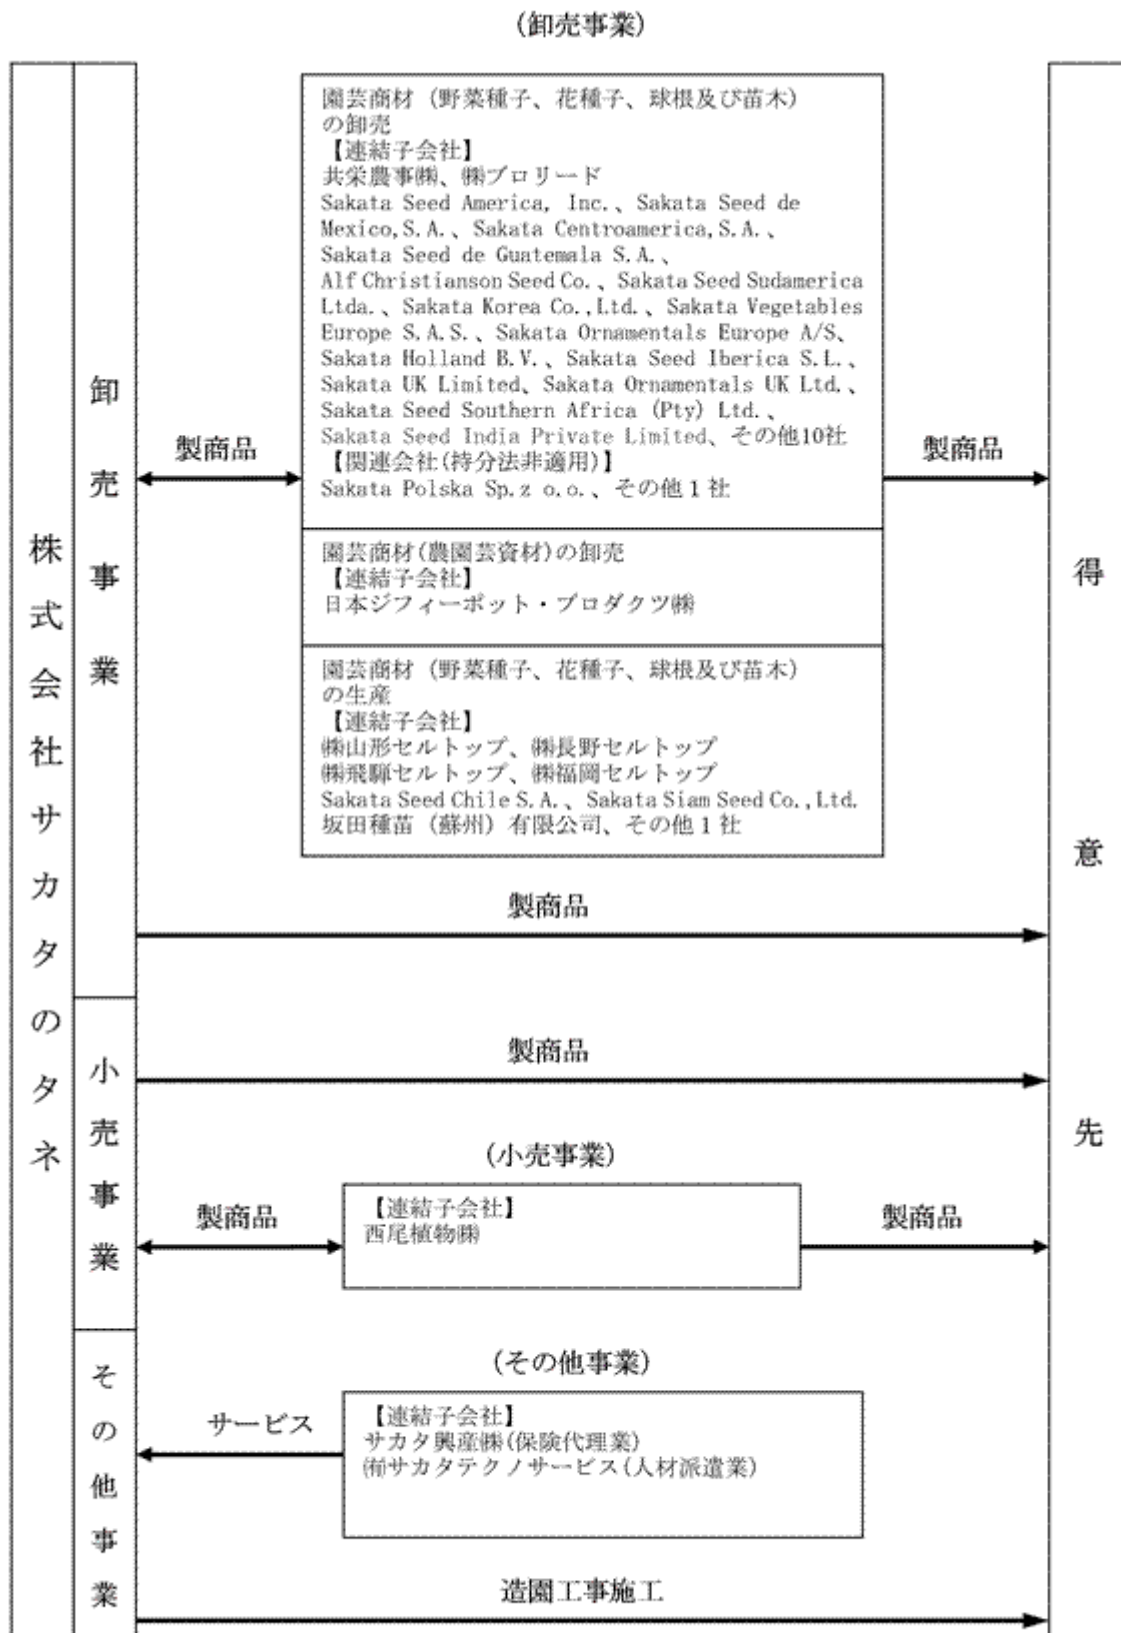 (卸売事業)
園芸商材（野菜種子、花種子、球根及び苗木）
の卸売
【連結子会社】
共栄農事㈱、㈱ブロリード
Sakata Seed America, Inc.、Sakata Seed de
Mexico,S.A.、Sakata Centroamerica,S.A.、
Sakata Seed de Guatemala S.A.、
Alf Christianson Seed Co.、Sakata Seed Sudamerica
Ltda.、Sakata Korea Co.,Ltd.、Sakata Vegetables
Europe S.A.S.、Sakata Ornamentals Europe A/S、
Sakata Holland B.V.、Sakata Seed Iberica S.L.、
Sakata UK Limited、Sakata Ornamentals UK Ltd.、
Sakata Seed Southern Africa (Pty) Ltd.、
Sakata Seed India Private Limited、その他10社
【関連会社(持分法非適用)】
Sakata Polska Sp.z o.o.、その他１社
園芸商材(農園芸資材)の卸売
【連結子会社】
日本ジフィーポット・プロダクツ㈱
園芸商材（野菜種子、花種子、球根及び苗木）
の生産
【連結子会社】
㈱山形セルトップ、㈱長野セルトップ
㈱飛騨セルトップ、㈱福岡セルトップ
Sakata Seed Chile S.A.、Sakata Siam Seed Co.,Ltd.
坂田種苗（蘇州）有限公司、その他１社
株式会社サカタのタネ
卸売事業
製商品
製商品
製商品
得意先
小売事業
製商品
(小売事業)
製商品
【連結子会社】
西尾植物㈱
製商品
その他事業
(その他事業)
サービス
【連結子会社】
サカタ興産㈱(保険代理業)
㈲サカタテクノサービス(人材派遣業)
造園工事施工